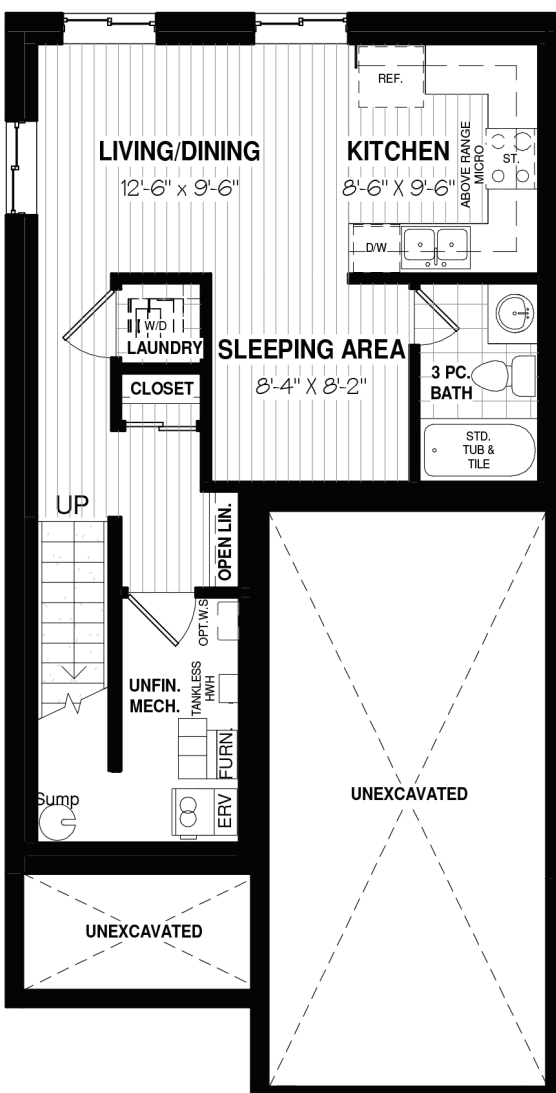 REF.
LIVING/DINING
12'-6" x 9'-6"
KITCHEN
8'-6" X 9'-6"
ABOVE RANGE
MICRO
ST.
D/W
W/D
LAUNDRY
SLEEPING AREA
8'-4" X 8'-2"
3 PC.
BATH
CLOSET
STD.
TUB &
TILE
UP
OPEN LIN.
OPT.W.S
UNFIN.
MECH.
TANKLESS
HWH
FURN.
ERV
Sump
UNEXCAVATED
UNEXCAVATED